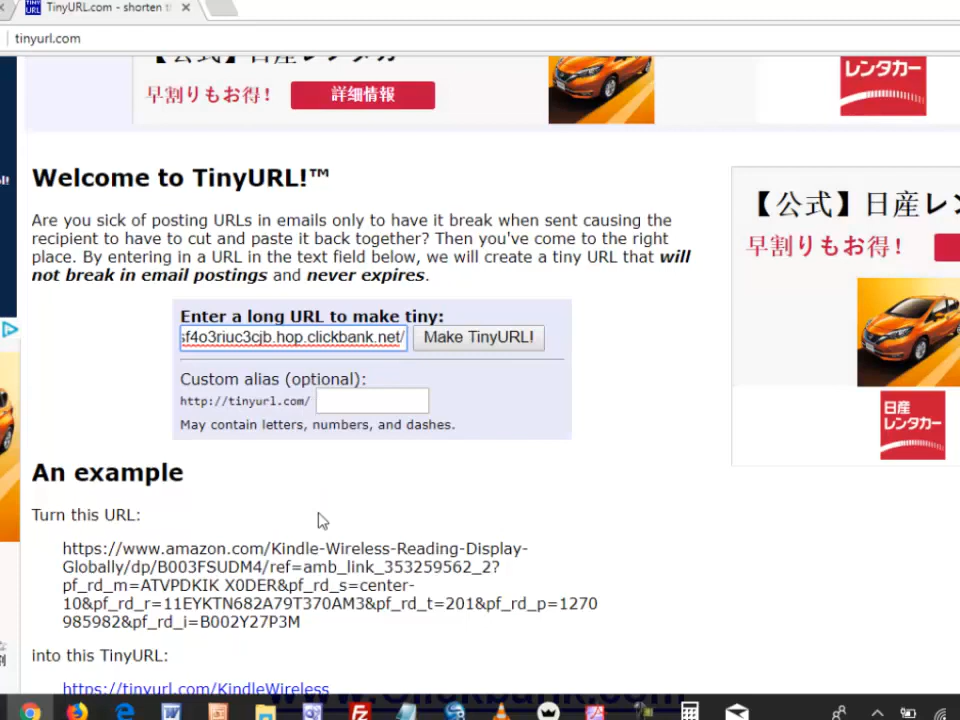 TinyURL.com - shorten t
tinyurl.com
早割りもお得！
詳細情報
レンタカー
Welcome to TinyURL!™
Are you sick of posting URLs in emails only to have it break when sent causing the
recipient to have to cut and paste it back together? Then you've come to the right
place. By entering in a URL in the text field below, we will create a tiny URL that will
not break in email postings and never expires.
Enter a long URL to make tiny:
sf4o3riuc3cjb.hop.clickbank.net/
Make TinyURL!
Custom alias (optional):
http://tinyurl.com/
May contain letters, numbers, and dashes.
【公式】日産レン
早割りもお得！
日産
レンタカー
An example
Turn this URL:
https://www.amazon.com/Kindle-Wireless-Reading-Display-
Globally/dp/B003FSUDM4/ref=amb_link_353259562_2?
pf_rd_m=ATVPDKIK X0DER&pf_rd_s=center-
10&pf_rd_r=11EYKTN682A79T370AM3&pf_rd_t=201&pf_rd_p=1270
985982&pf_rd_i=B002Y27P3M
into this TinyURL:
https://tinyurl.com/KindleWireless
www.Clickbank.com